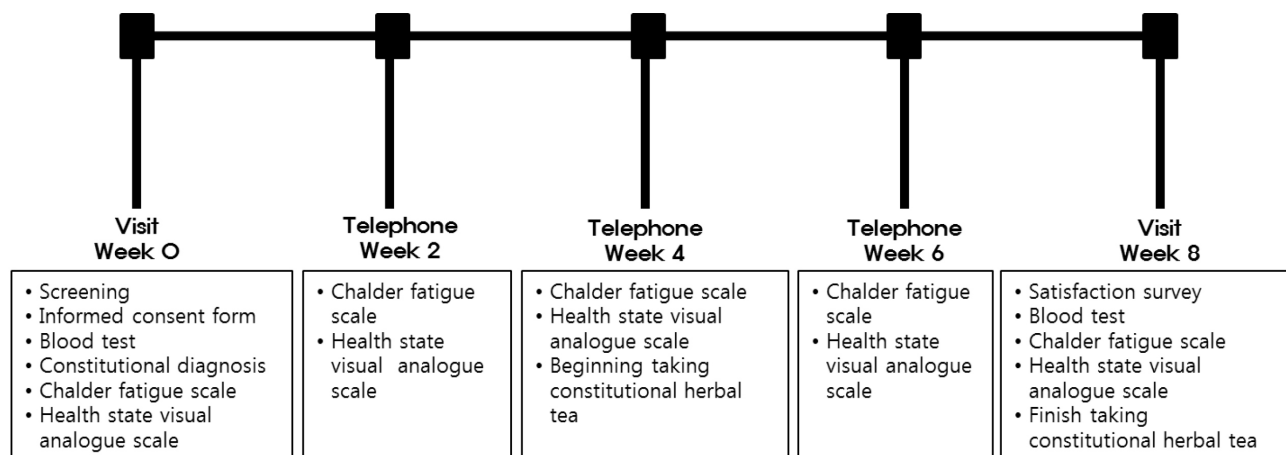 Visit
Week 0
Telephone
Week 2
Telephone
Week 4
Telephone
Week 6
Visit
Week 8
• Screening
• Informed consent form
• Blood test
• Constitutional diagnosis
• Chalder fatigue scale
• Health state visual
analogue scale
• Chalder fatigue
scale
• Health state
visual analogue
scale
• Chalder fatigue scale
• Health state visual
analogue scale
• Beginning taking
constitutional herbal
tea
• Chalder fatigue
scale
• Health state
visual analogue
scale
• Satisfaction survey
• Blood test
• Chalder fatigue scale
• Health state visual
analogue scale
• Finish taking
constitutional herbal tea